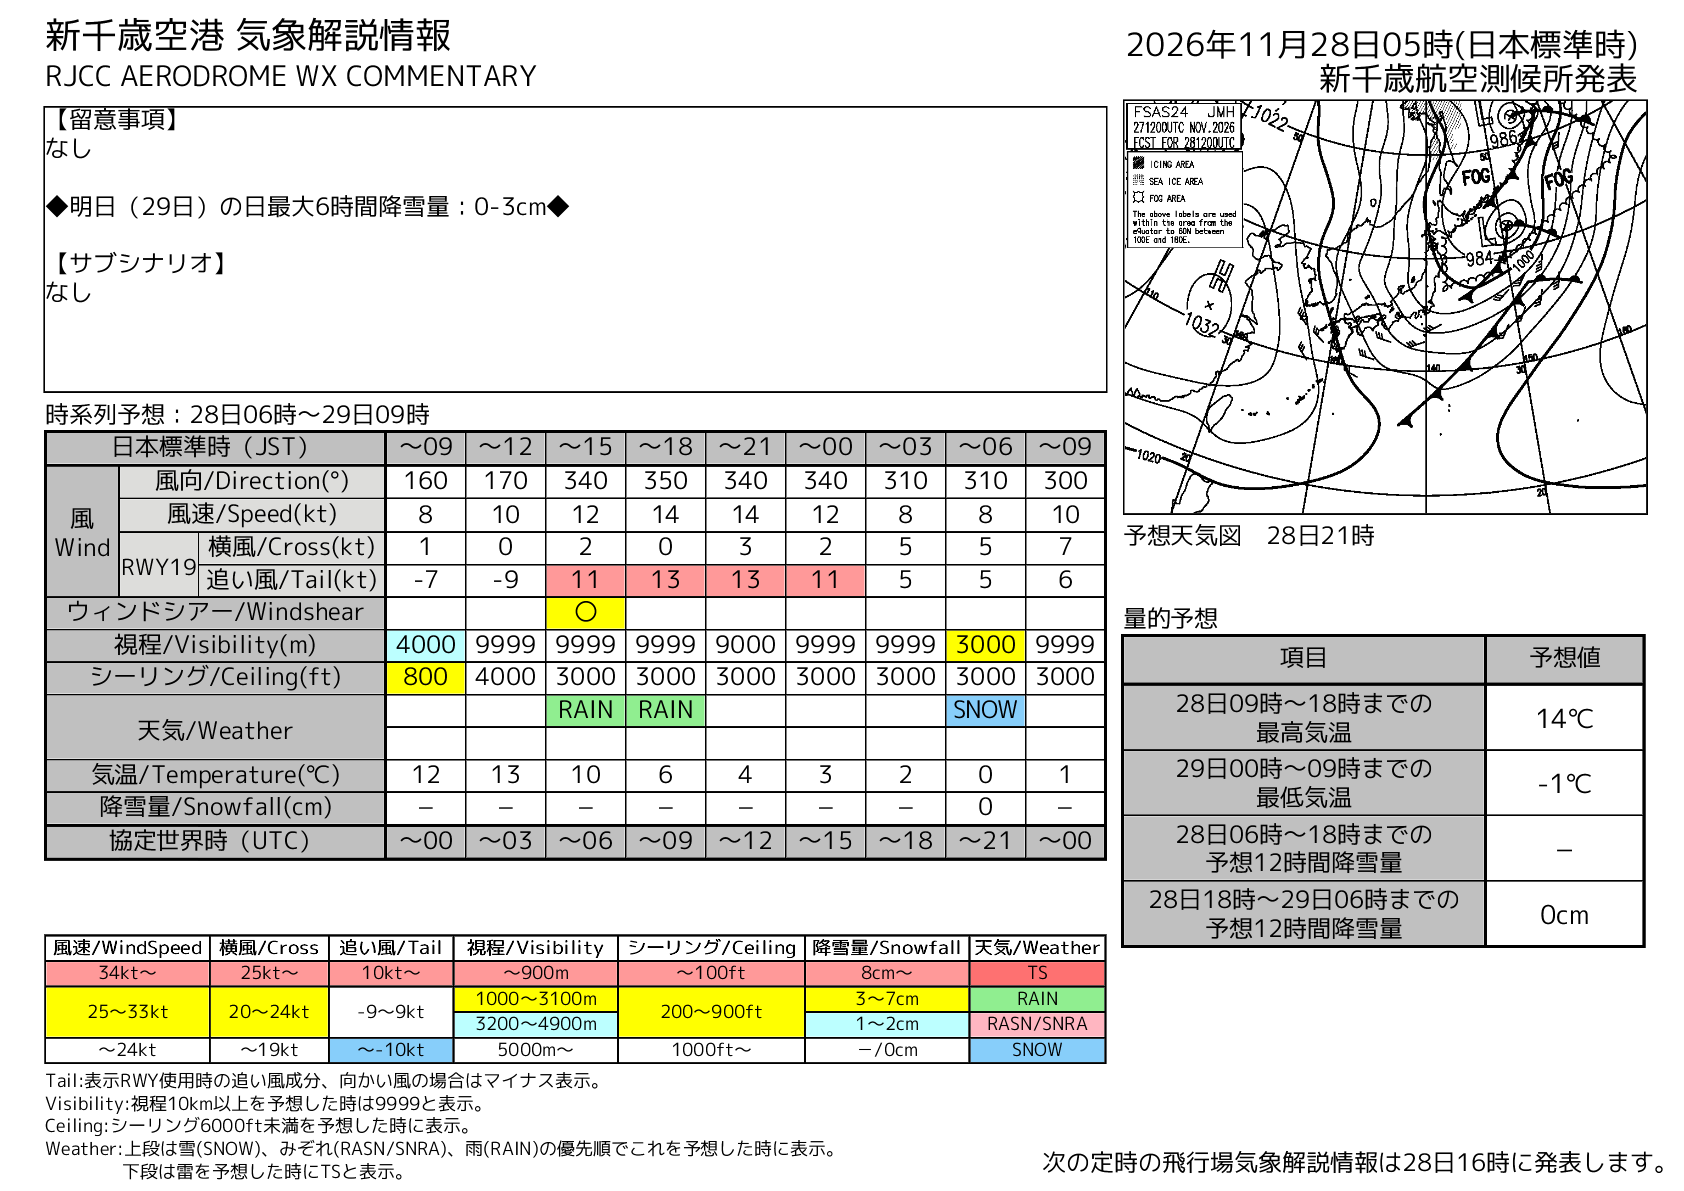 新千歳空港 気象解説情報
RJCC AERODROME WX COMMENTARY
2026年11月28日05時(日本標準時)
新千歳航空測候所発表
【留意事項】
なし
◆明日（29日）の日最大6時間降雪量：0-3cm◆
【サブシナリオ】
なし
FSAS24 JMH
271200UTC NOV.2026
FCST FOR 281200UTC
ICING AREA
SEA ICE AREA
FOG AREA
The above labels are used
within the area from the
equator to 60N between
100E and 180E.
1022
986
FOG FOG
L
984
1000
H
1032
1020
110
30
140
150
160
20
20
予想天気図　28日21時
時系列予想：28日06時～29日09時
日本標準時（JST） ～09 ～12 ～15 ～18 ～21 ～00 ～03 ～06 ～09
風 Wind
風向/Direction(°) 160 170 340 350 340 340 310 310 300
風速/Speed(kt) 8 10 12 14 14 12 8 8 10
RWY19
横風/Cross(kt) 1 0 2 0 3 2 5 5 7
追い風/Tail(kt) -7 -9 11 13 13 11 5 5 6
ウィンドシアー/Windshear ○
視程/Visibility(m) 4000 9999 9999 9999 9000 9999 9999 3000 9999
シーリング/Ceiling(ft) 800 4000 3000 3000 3000 3000 3000 3000 3000
天気/Weather RAIN RAIN SNOW
気温/Temperature(℃) 12 13 10 6 4 3 2 0 1
降雪量/Snowfall(cm) － － － － － － － 0 －
協定世界時（UTC） ～00 ～03 ～06 ～09 ～12 ～15 ～18 ～21 ～00
量的予想
項目 予想値
28日09時～18時までの
最高気温 14℃
29日00時～09時までの
最低気温 -1℃
28日06時～18時までの
予想12時間降雪量 －
28日18時～29日06時までの
予想12時間降雪量 0cm
風速/WindSpeed 横風/Cross 追い風/Tail 視程/Visibility シーリング/Ceiling 降雪量/Snowfall 天気/Weather
34kt～ 25kt～ 10kt～ ～900m ～100ft 8cm～ TS
25～33kt 20～24kt -9～9kt 1000～3100m 200～900ft 3～7cm RAIN
3200～4900m 1～2cm RASN/SNRA
～24kt ～19kt ～-10kt 5000m～ 1000ft～ －/0cm SNOW
Tail:表示RWY使用時の追い風成分、向かい風の場合はマイナス表示。
Visibility:視程10km以上を予想した時は9999と表示。
Ceiling:シーリング6000ft未満を予想した時に表示。
Weather:上段は雪(SNOW)、みぞれ(RASN/SNRA)、雨(RAIN)の優先順でこれを予想した時に表示。
下段は雷を予想した時にTSと表示。
次の定時の飛行場気象解説情報は28日16時に発表します。